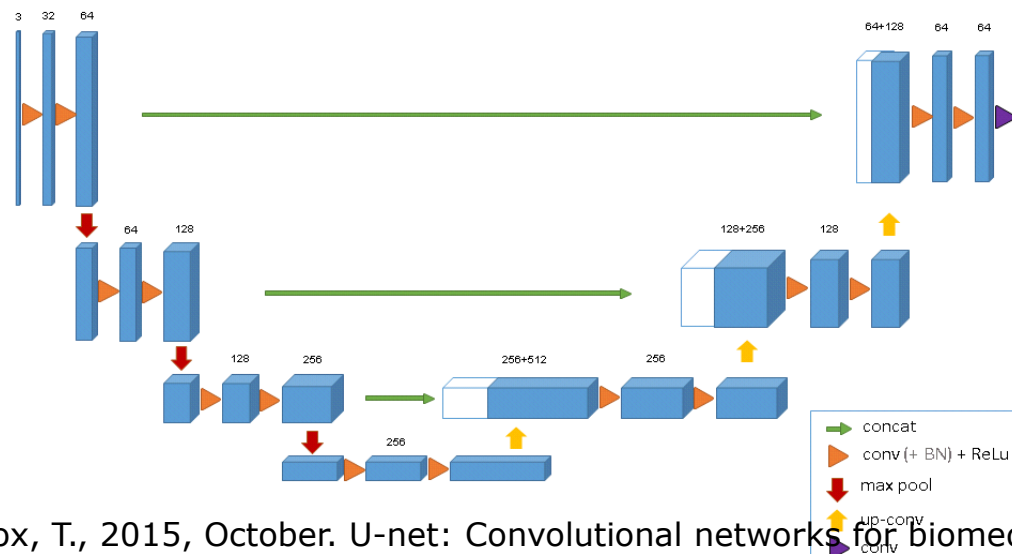 3 32 64
64+128 64 64
64 128
128+256 128
128 256
256+512 256
256
concat
conv (+ BN) + ReLu
max pool
up-conv
conv
ox, T., 2015, October. U-net: Convolutional networks for biomed